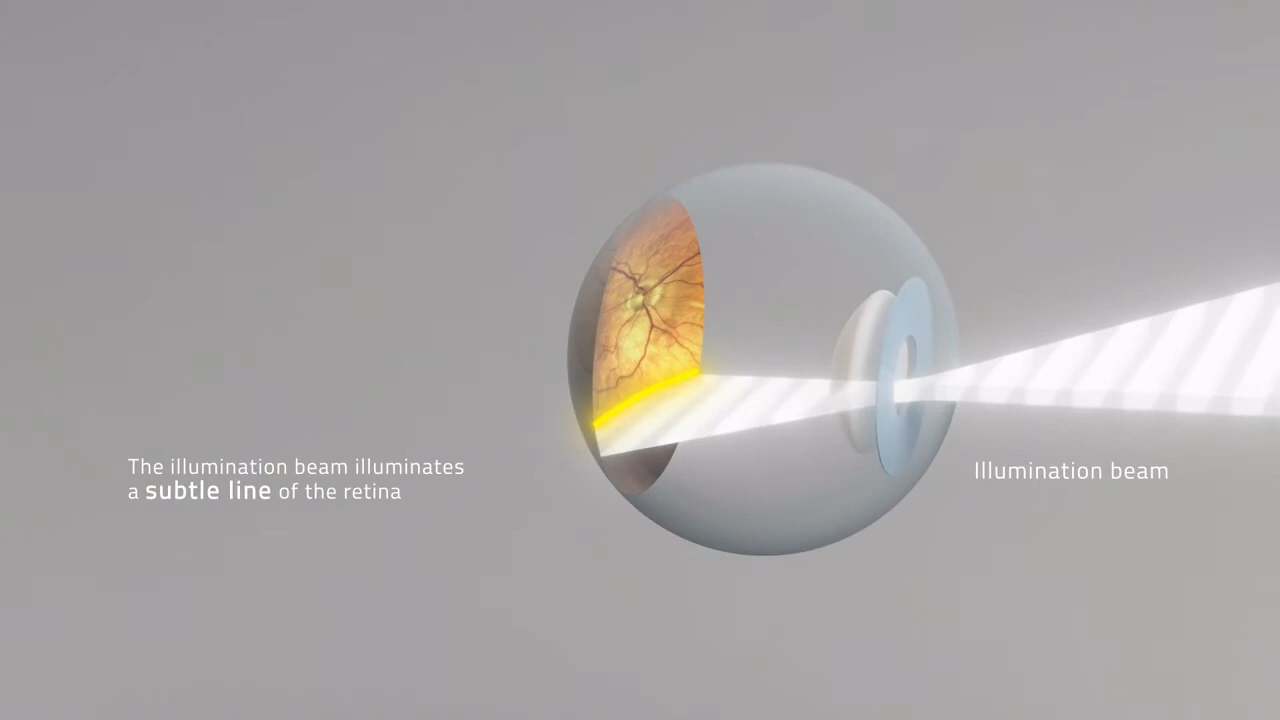 The illumination beam illuminates
a subtle line of the retina
Illumination beam